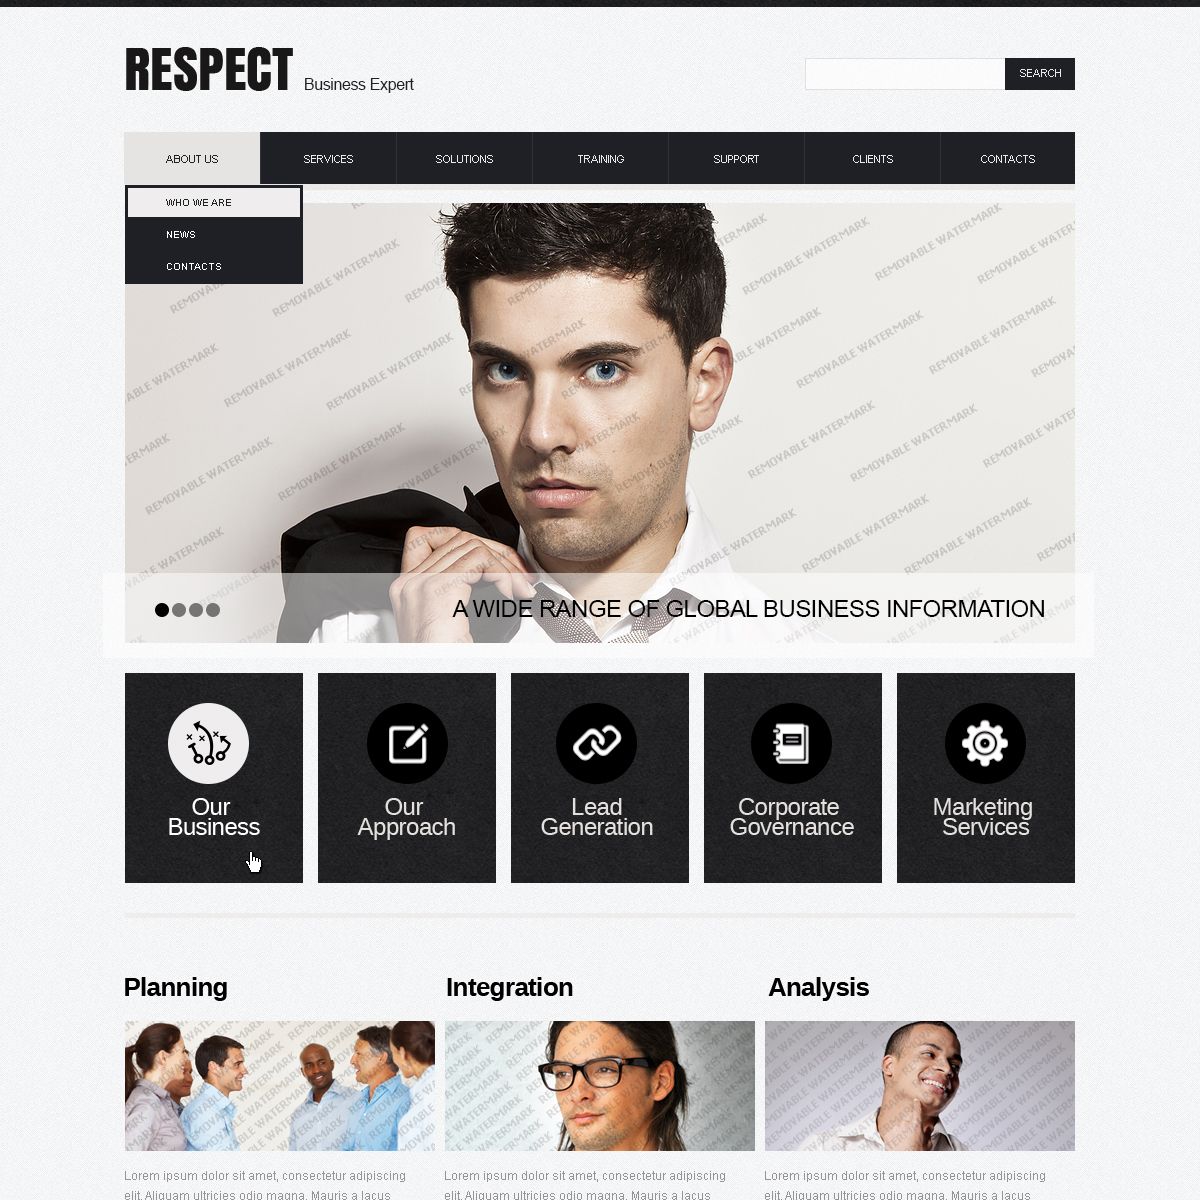 RESPECT Business Expert
SEARCH
ABOUT US SERVICES SOLUTIONS TRAINING SUPPORT CLIENTS CONTACTS
WHO WE ARE
NEWS
CONTACTS
REMOVABLE WATERMARK
A WIDE RANGE OF GLOBAL BUSINESS INFORMATION
Our
Business
Our
Approach
Lead
Generation
Corporate
Governance
Marketing
Services
Planning
Integration
Analysis
Lorem ipsum dolor sit amet, consectetur adipiscing
elit. Aliquam ultricies odio magna. Mauris a lacus
Lorem ipsum dolor sit amet, consectetur adipiscing
elit. Aliquam ultricies odio magna. Mauris a lacus
Lorem ipsum dolor sit amet, consectetur adipiscing
elit. Aliquam ultricies odio magna. Mauris a lacus